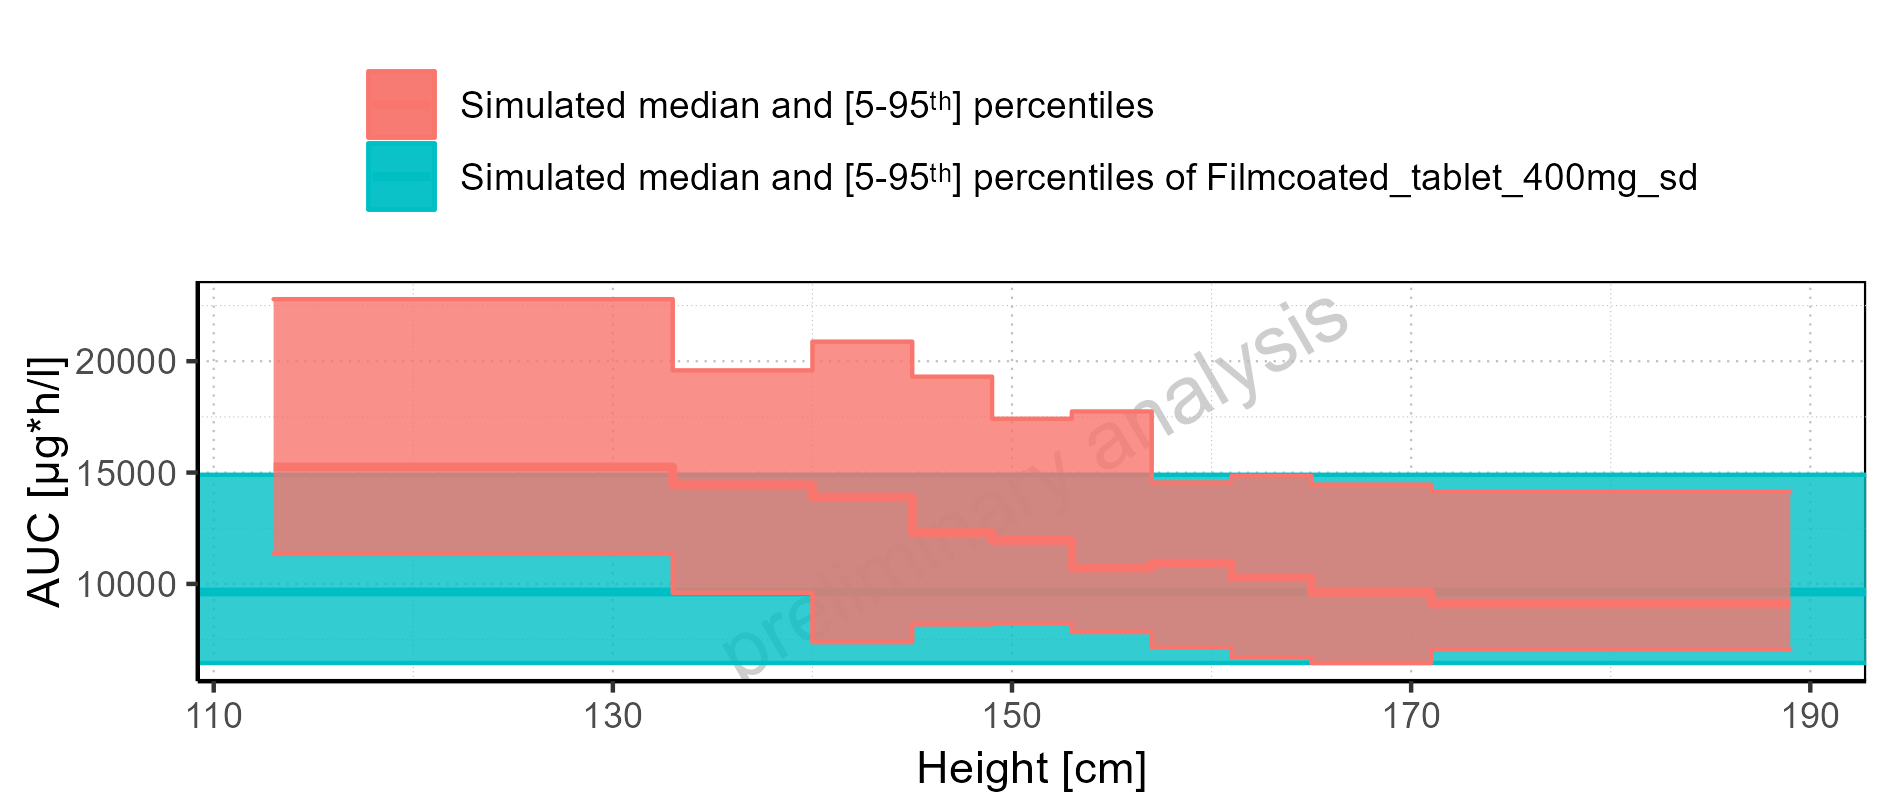 Simulated median and [5-95ᵗʰ] percentiles
Simulated median and [5-95ᵗʰ] percentiles of Filmcoated_tablet_400mg_sd
AUC [µg*h/l]
20000
15000
10000
preliminary analysis
110 130 150 170 190
Height [cm]